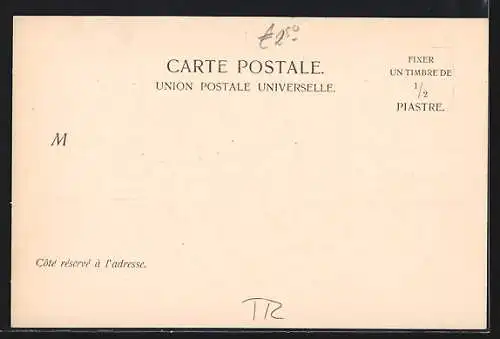 £2.50
CARTE POSTALE.
UNION POSTALE UNIVERSELLE.
FIXER
UN TIMBRE DE
1/2
PIASTRE.
M
Côté réservé à l'adresse.
TR